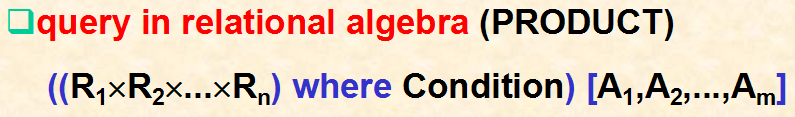 ❑query in relational algebra (PRODUCT)
((R₁×R₂×...×Rₙ) where Condition) [A₁,A₂,...,Aₘ]